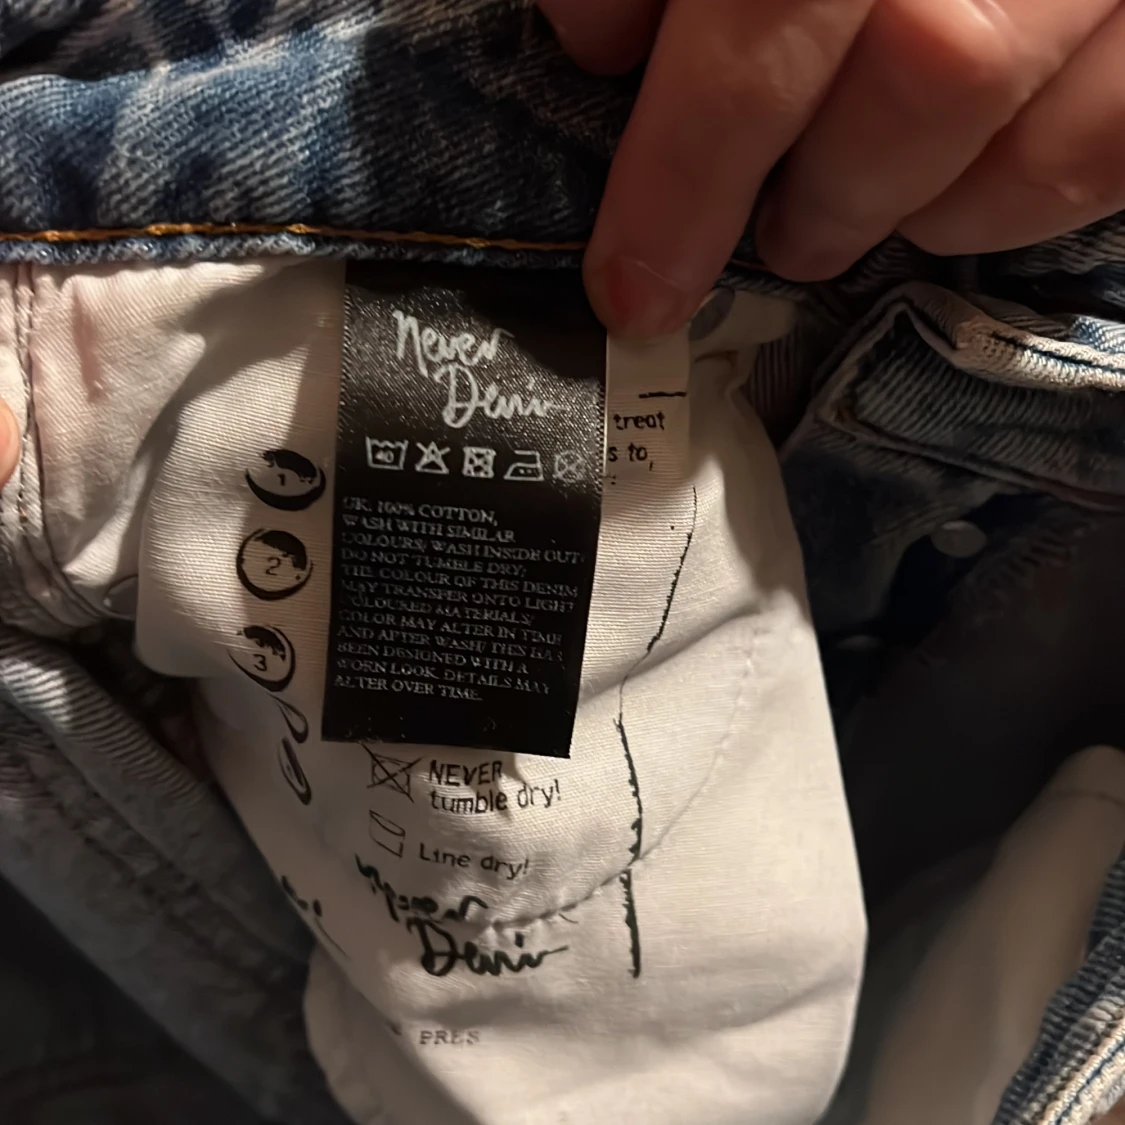 Never
Denim
40
UK: 100% COTTON,
WASH WITH SIMILAR
COLOURS/ WASH INSIDE OUT/
DO NOT TUMBLE DRY/
THE COLOUR OF THIS DENIM
MAY TRANSFER ONTO LIGHT
COLOURED MATERIALS/
COLOR MAY ALTER IN TIME
AND AFTER WASH/ THIS HAS
BEEN DESIGNED WITH A
WORN LOOK. DETAILS MAY
ALTER OVER TIME.
treat
to,
1
2
3
NEVER
tumble dry!
Line dry!
Never
Denim
PRES